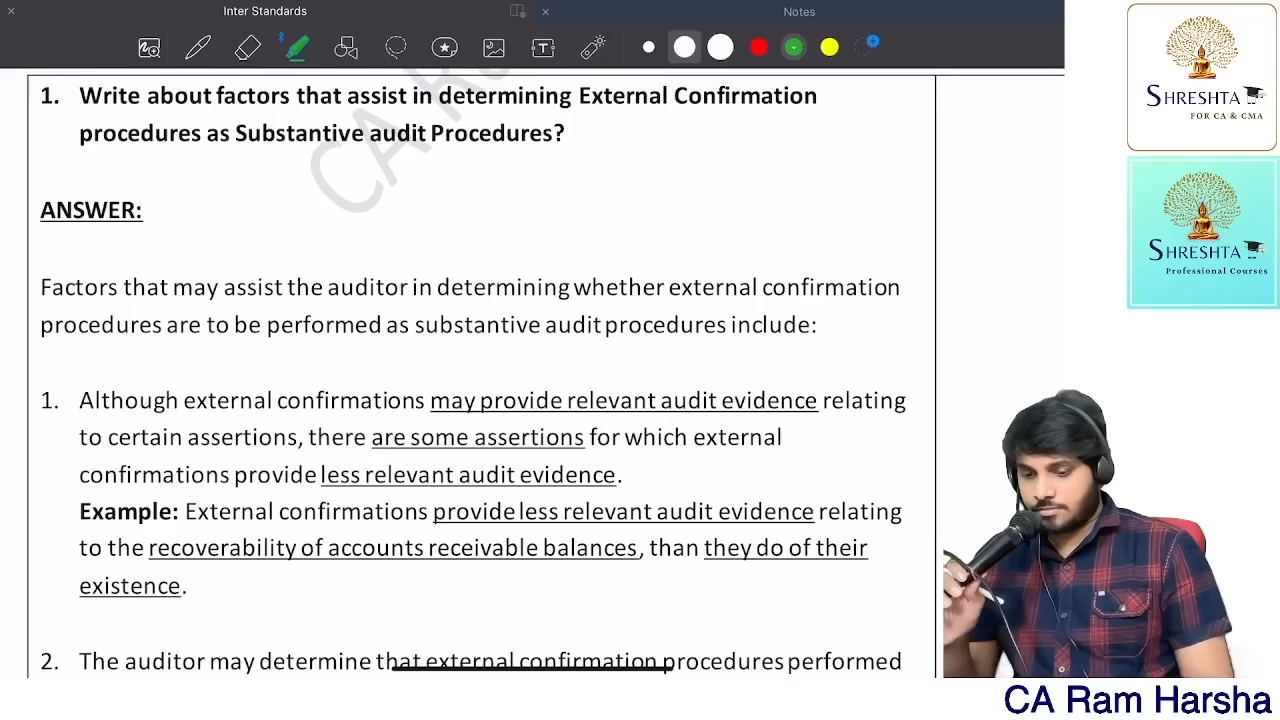 Inter Standards
Notes
1. Write about factors that assist in determining External Confirmation
procedures as Substantive audit Procedures?
ANSWER:
Factors that may assist the auditor in determining whether external confirmation
procedures are to be performed as substantive audit procedures include:
1. Although external confirmations may provide relevant audit evidence relating
to certain assertions, there are some assertions for which external
confirmations provide less relevant audit evidence.
Example: External confirmations provide less relevant audit evidence relating
to the recoverability of accounts receivable balances, than they do of their
existence.
2. The auditor may determine that external confirmation procedures performed
CA
SHRESHTA
FOR CA & CMA
SHRESHTA
Professional Courses
CA Ram Harsha